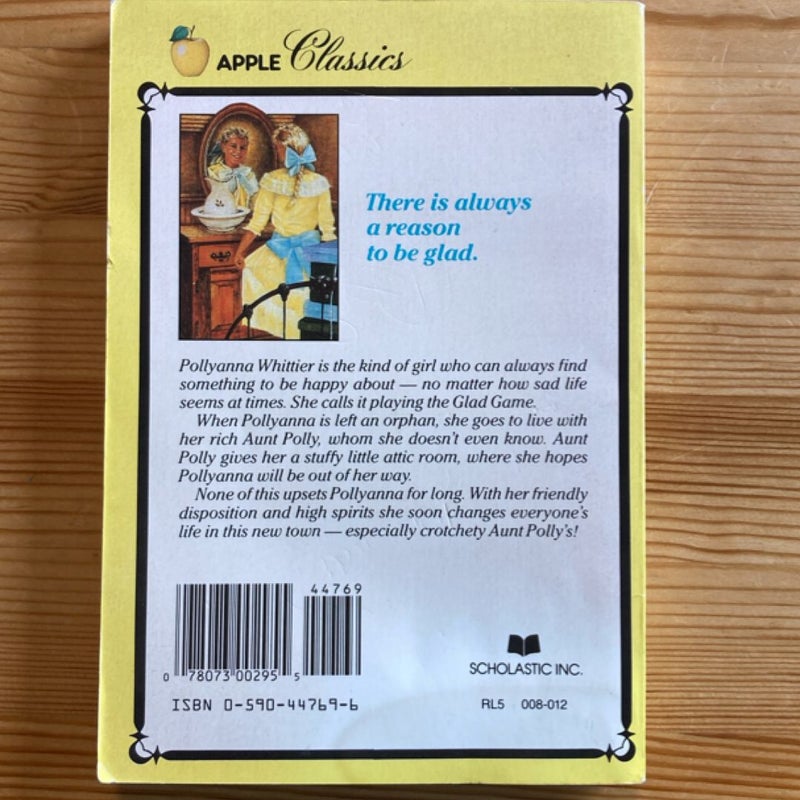 APPLE Classics
There is always
a reason
to be glad.
Pollyanna Whittier is the kind of girl who can always find
something to be happy about — no matter how sad life
seems at times. She calls it playing the Glad Game.
When Pollyanna is left an orphan, she goes to live with
her rich Aunt Polly, whom she doesn't even know. Aunt
Polly gives her a stuffy little attic room, where she hopes
Pollyanna will be out of her way.
None of this upsets Pollyanna for long. With her friendly
disposition and high spirits she soon changes everyone's
life in this new town — especially crotchety Aunt Polly's!
44769
0 78073 00295 5
ISBN 0-590-44769-6
SCHOLASTIC INC.
RL5 008-012